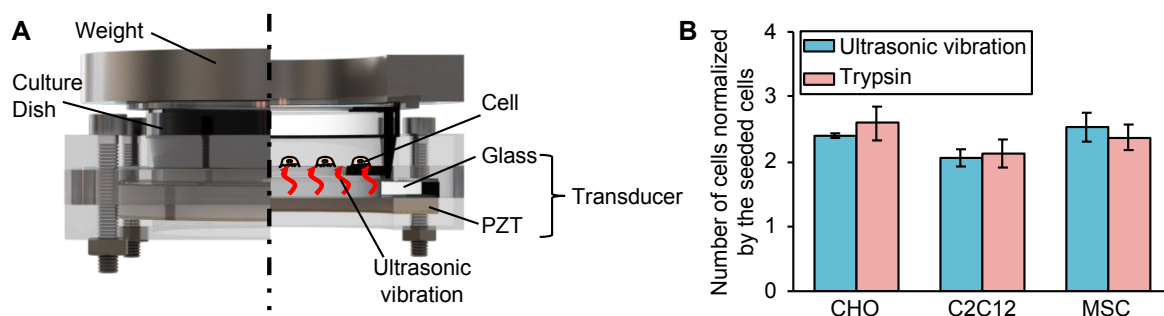 A
Weight
Culture
Dish
Cell
Glass
Transducer
PZT
Ultrasonic
vibration
B
Number of cells normalized
by the seeded cells
4
3
2
1
0
Ultrasonic vibration
Trypsin
CHO
C2C12
MSC